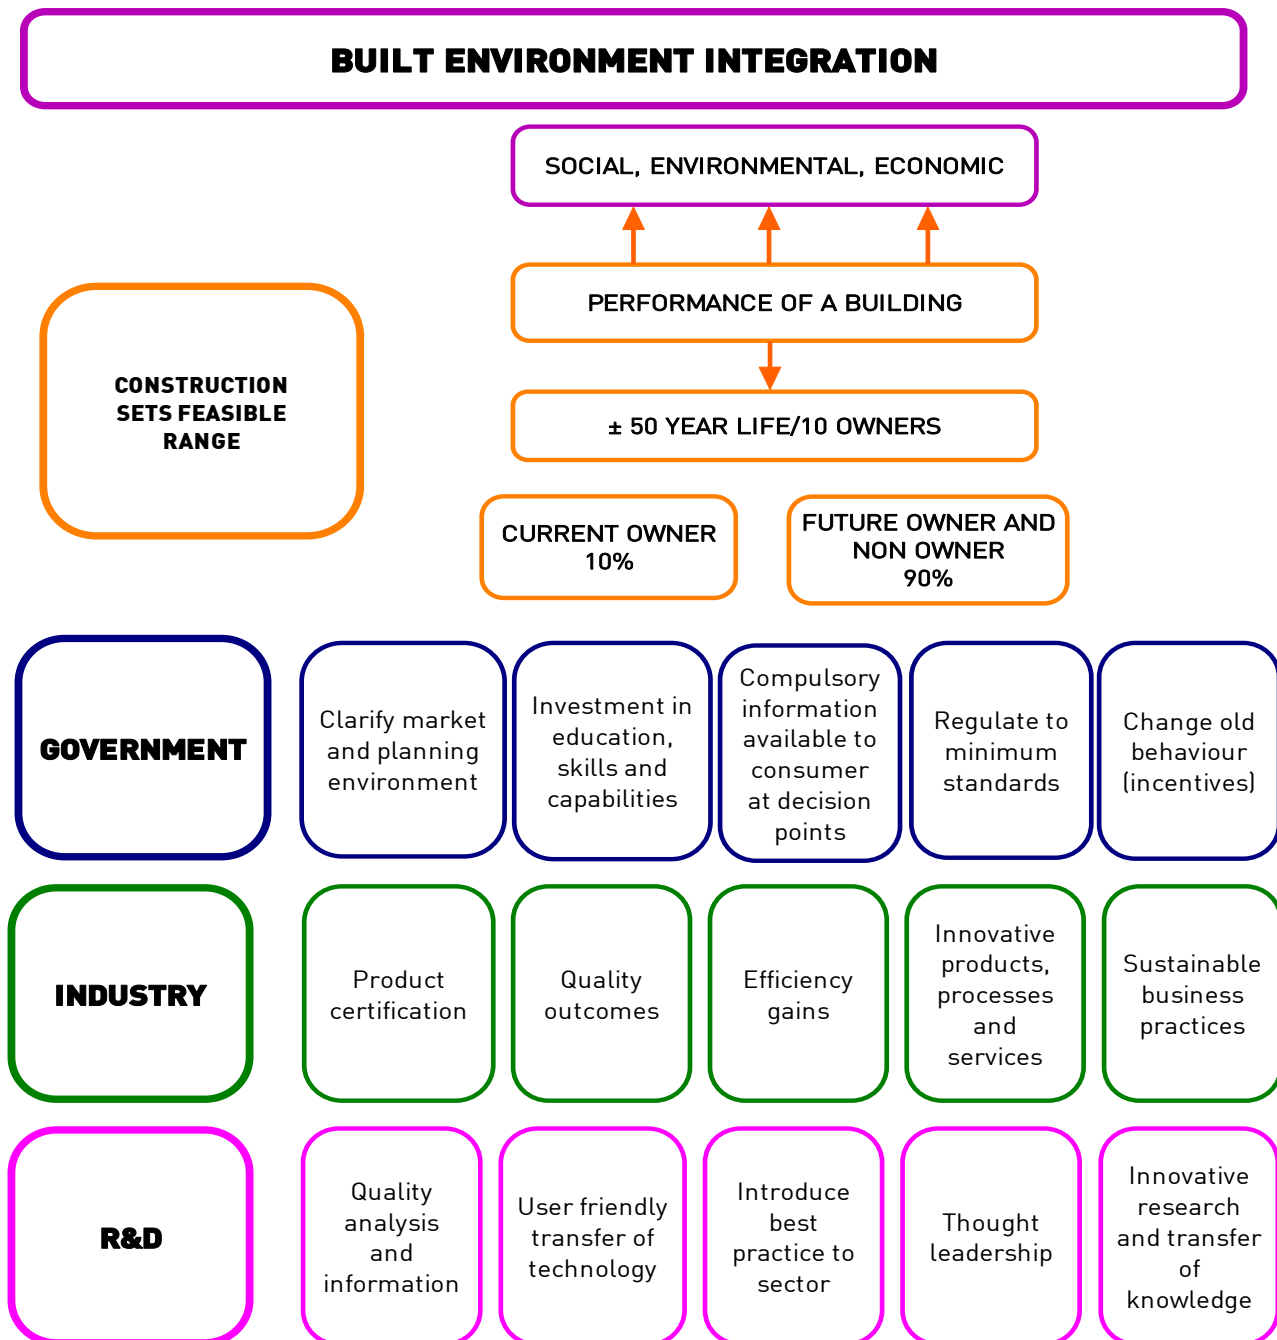 BUILT ENVIRONMENT INTEGRATION
SOCIAL, ENVIRONMENTAL, ECONOMIC
PERFORMANCE OF A BUILDING
CONSTRUCTION
SETS FEASIBLE
RANGE
± 50 YEAR LIFE/10 OWNERS
CURRENT OWNER
10%
FUTURE OWNER AND
NON OWNER
90%
GOVERNMENT
Clarify market
and planning
environment
Investment in
education,
skills and
capabilities
Compulsory
information
available to
consumer
at decision
points
Regulate to
minimum
standards
Change old
behaviour
(incentives)
INDUSTRY
Product
certification
Quality
outcomes
Efficiency
gains
Innovative
products,
processes
and
services
Sustainable
business
practices
R&D
Quality
analysis
and
information
User friendly
transfer of
technology
Introduce
best
practice to
sector
Thought
leadership
Innovative
research
and transfer
of
knowledge